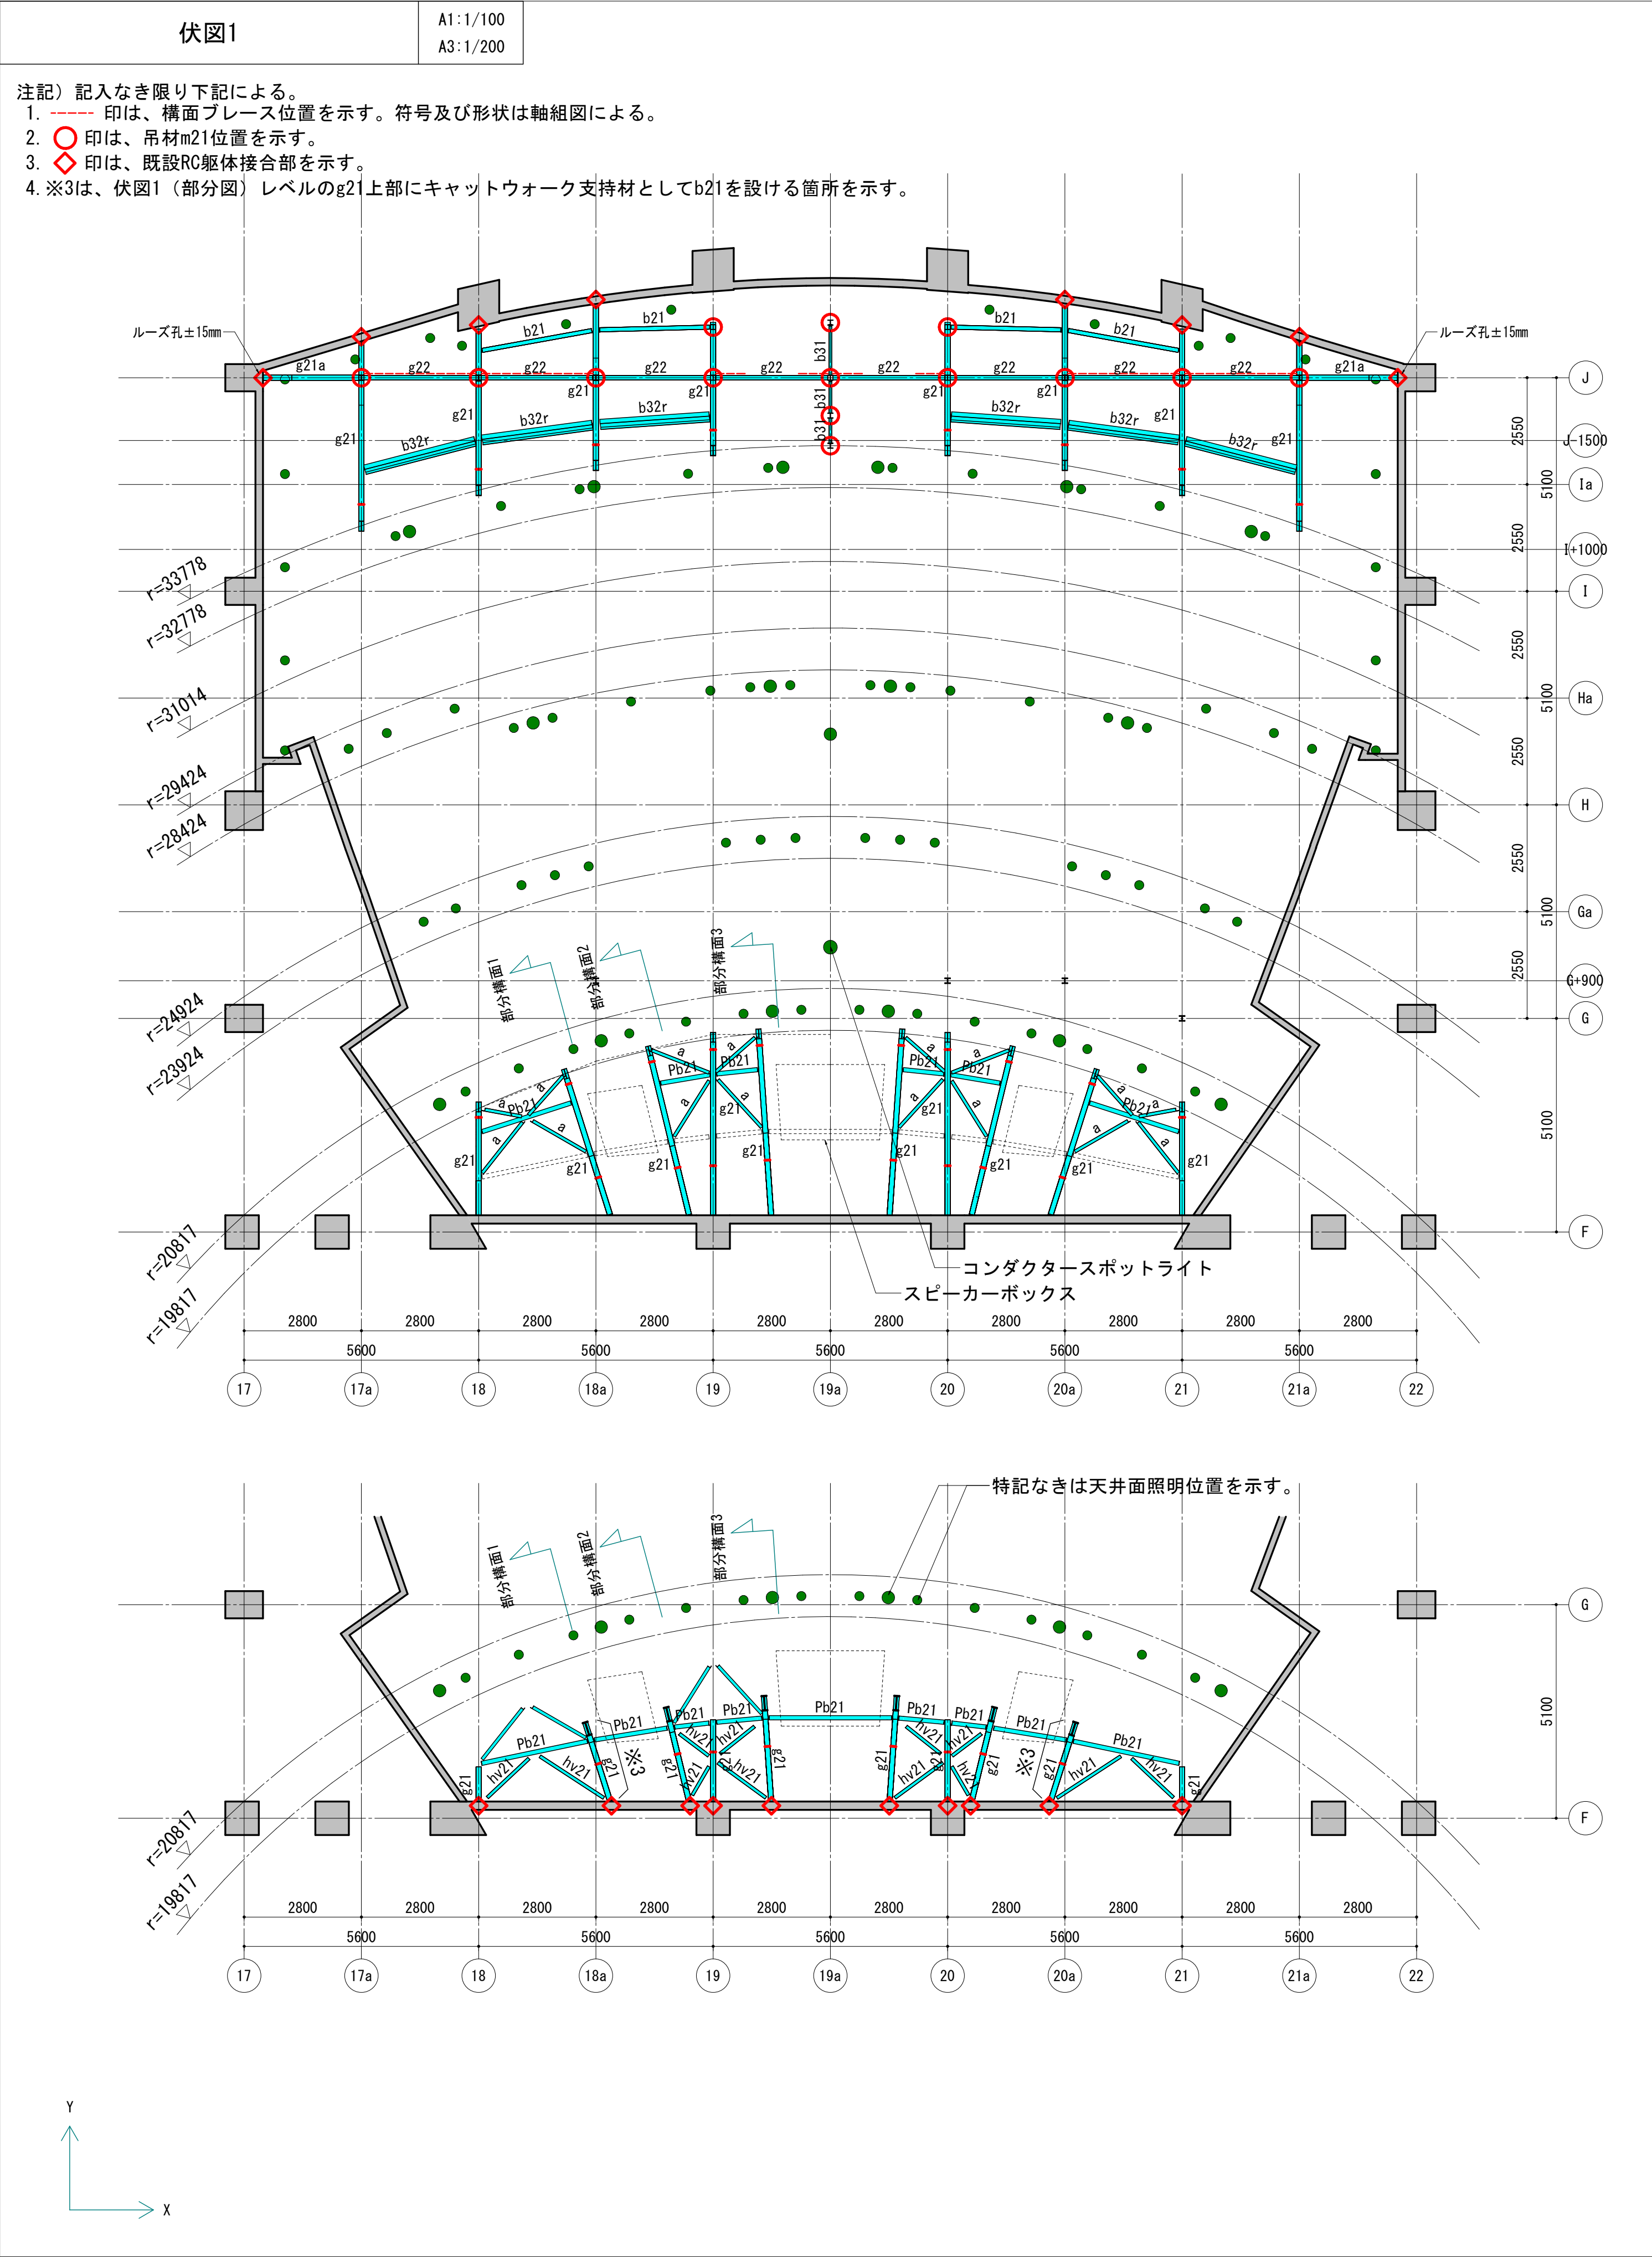 伏図1
A1:1/100
A3:1/200
注記）記入なき限り下記による。
1. ----- 印は、構面ブレース位置を示す。符号及び形状は軸組図による。
2. 印は、吊材m21位置を示す。
3. 印は、既設RC躯体接合部を示す。
4. ※3は、伏図1（部分図）レベルのg21上部にキャットウォーク支持材としてb21を設ける箇所を示す。
ルーズ孔±15mm
b21
b21
b21
b21
ルーズ孔±15mm
b31
g21a
g22
g22
g22
g22
g22
g22
g22
g22
g21a
J
g21
g21
b31
g21
g21
g21
b32r
b32r
b31
b32r
b32r
g21
g21
g21
b32r
b32r
2550
J-1500
5100
Ia
2550
I+1000
r=33778
I
r=32778
2550
5100
Ha
r=31014
2550
r=29424
H
r=28424
2550
5100
Ga
部分構面1
部分構面2
部分構面3
2550
G+900
r=24924
G
r=23924
a
a
a
a
Pb21
Pb21
Pb21
Pb21
a
a
a
Pb21
a
a
Pb21
a
g21
g21
a
a
a
a
a
a
a
a
g21
g21
g21
g21
g21
g21
g21
g21
5100
r=20817
F
コンダクタースポットライト
スピーカーボックス
r=19817
2800
2800
2800
2800
2800
2800
2800
2800
2800
2800
5600
5600
5600
5600
5600
17
17a
18
18a
19
19a
20
20a
21
21a
22
特記なきは天井面照明位置を示す。
部分構面1
部分構面2
部分構面3
G
Pb21
Pb21
Pb21
Pb21
Pb21
Pb21
Pb21
Pb21
Pb21
hv21
hv21
hv21
hv21
※3
※3
hv21
hv21
hv21
hv21
hv21
hv21
hv21
hv21
g21
g21
g21
g21
g21
g21
g21
g21
g21
g21
5100
r=20817
F
r=19817
2800
2800
2800
2800
2800
2800
2800
2800
2800
2800
5600
5600
5600
5600
5600
17
17a
18
18a
19
19a
20
20a
21
21a
22
Y
X